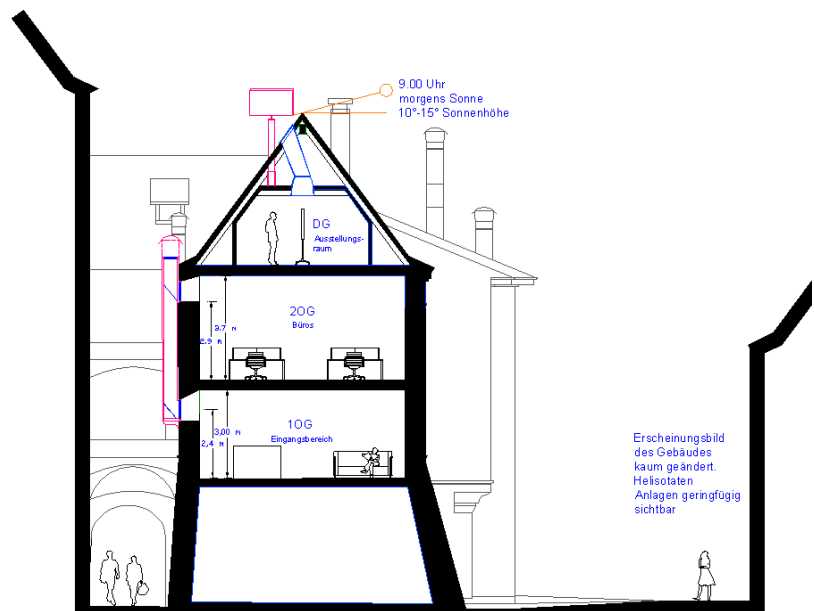 9.00 Uhr
morgens Sonne
10°-15° Sonnenhöhe
DG
Ausstellungs-
raum
2OG
Büros
3,7 m
2,9 m
1OG
Eingangsbereich
3,00 m
2,4 m
Erscheinungsbild
des Gebäudes
kaum geändert.
Helisotaten
Anlagen geringfügig
sichtbar